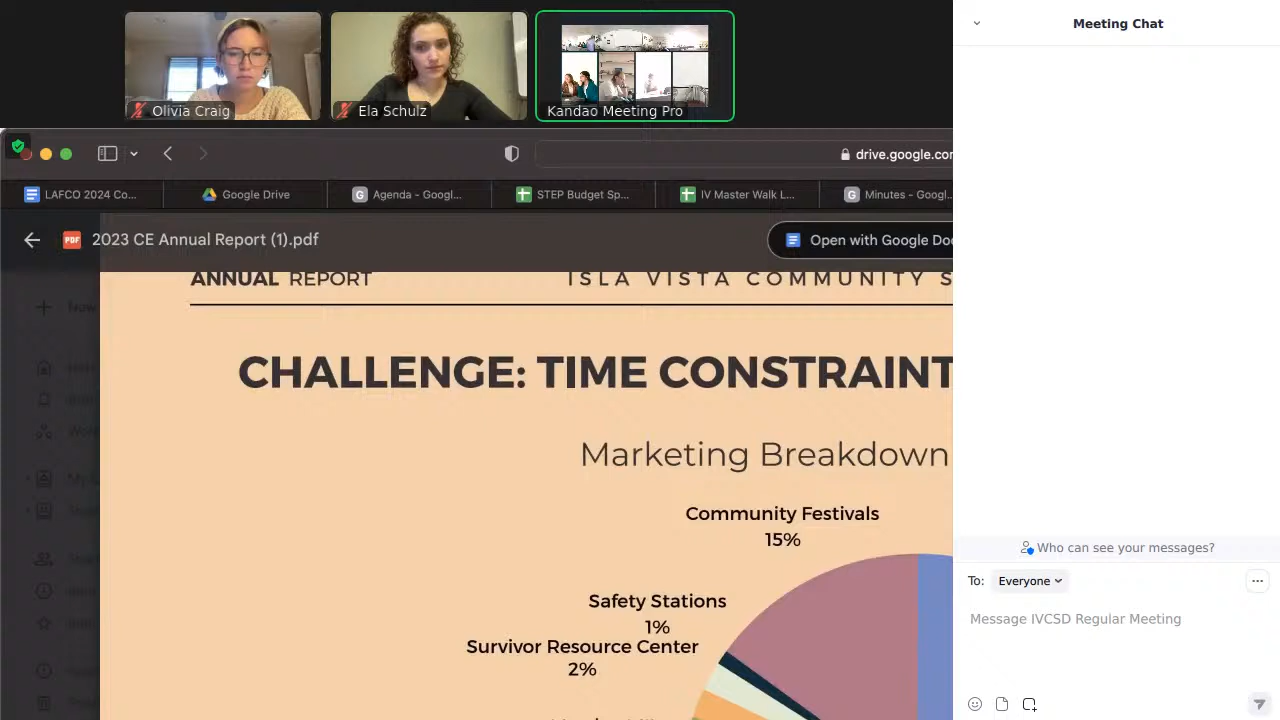 Meeting Chat
Olivia Craig
Ela Schulz
Kandao Meeting Pro
drive.google.com
LAFCO 2024 Co...
Google Drive
Agenda - Googl...
STEP Budget Sp...
IV Master Walk L...
Minutes - Googl...
PDF
2023 CE Annual Report (1).pdf
Open with Google Doc
New
ANNUAL REPORT
ISLA VISTA COMMUNITY S
CHALLENGE: TIME CONSTRAINT
Marketing Breakdown
Community Festivals
15%
Safety Stations
1%
Survivor Resource Center
2%
Who can see your messages?
To: Everyone
Message IVCSD Regular Meeting